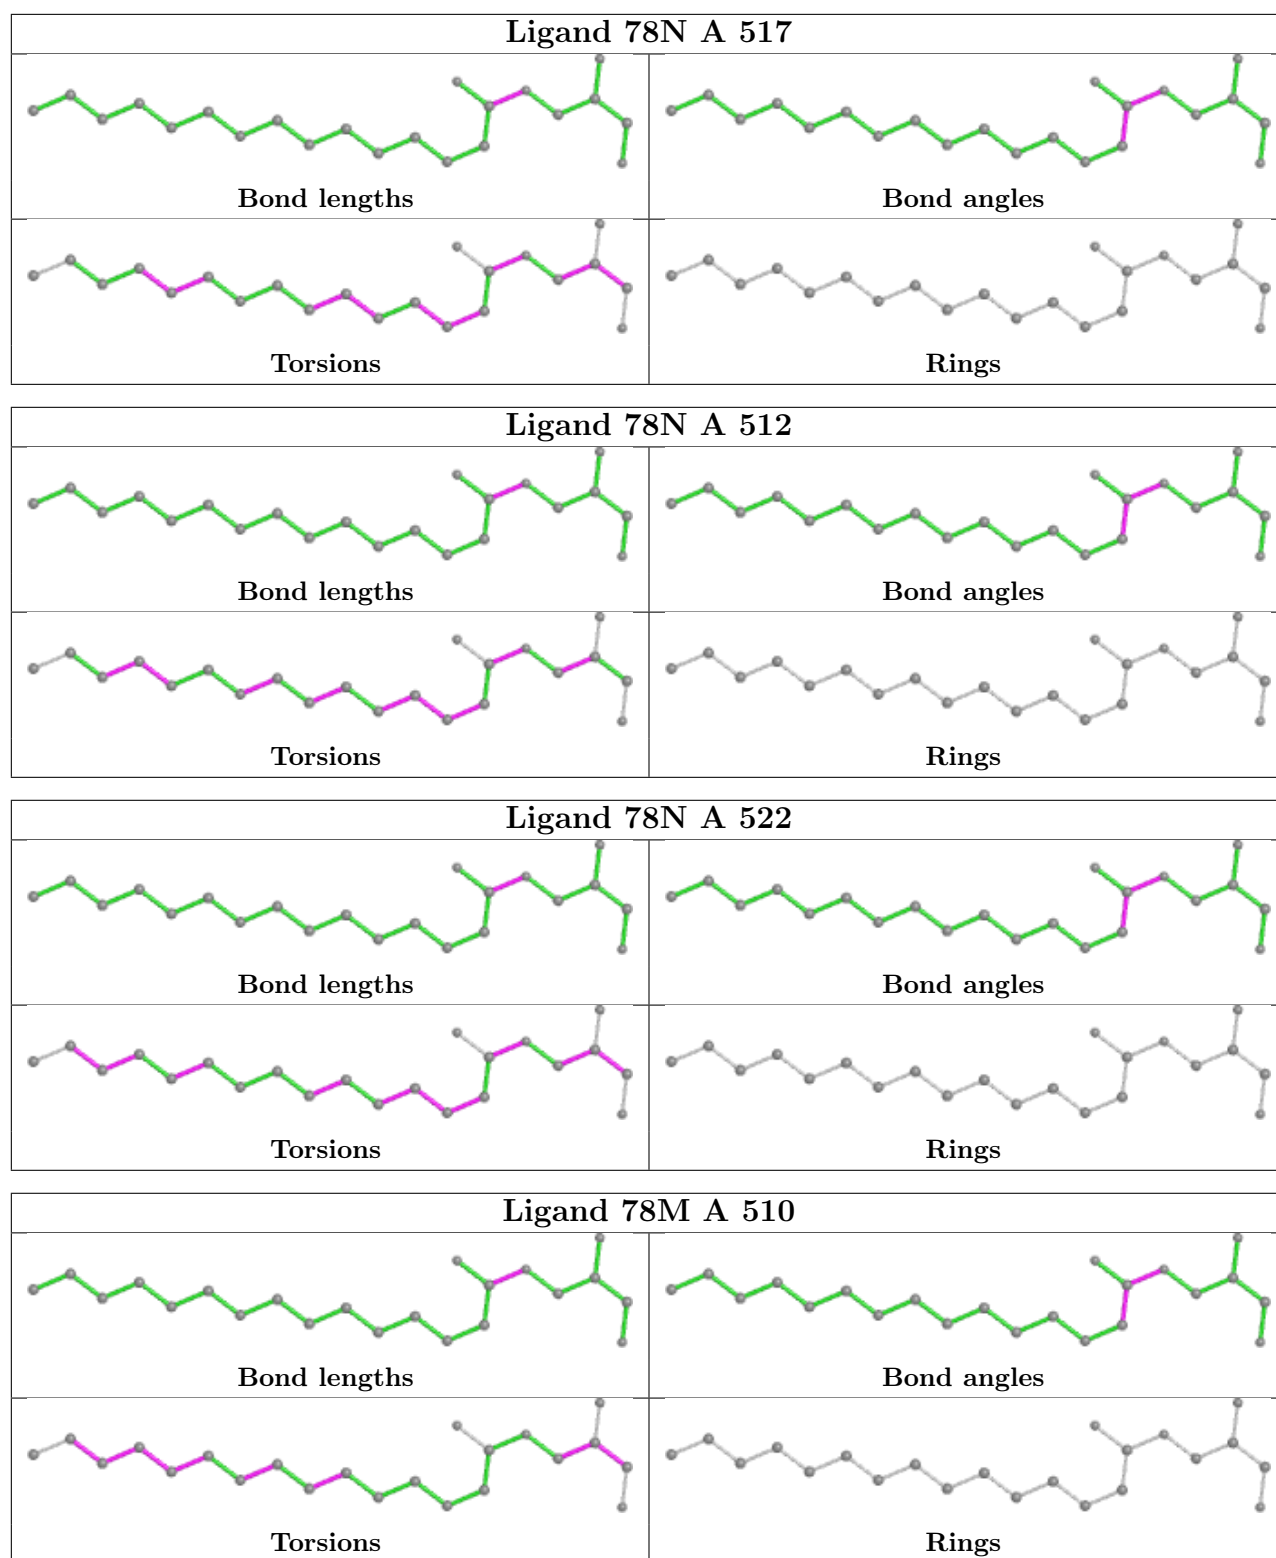 Ligand 78N A 517
Bond lengths
Bond angles
Torsions
Rings
Ligand 78N A 512
Bond lengths
Bond angles
Torsions
Rings
Ligand 78N A 522
Bond lengths
Bond angles
Torsions
Rings
Ligand 78M A 510
Bond lengths
Bond angles
Torsions
Rings